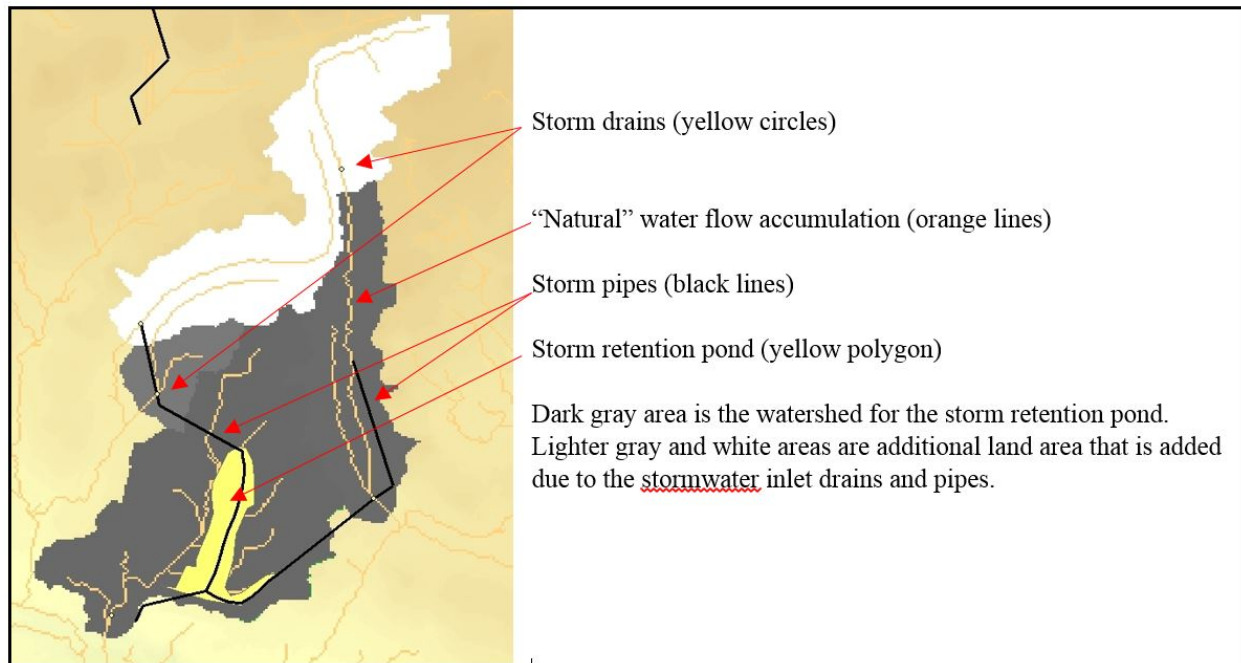 Storm drains (yellow circles)
“Natural” water flow accumulation (orange lines)
Storm pipes (black lines)
Storm retention pond (yellow polygon)
Dark gray area is the watershed for the storm retention pond.
Lighter gray and white areas are additional land area that is added
due to the stormwater inlet drains and pipes.